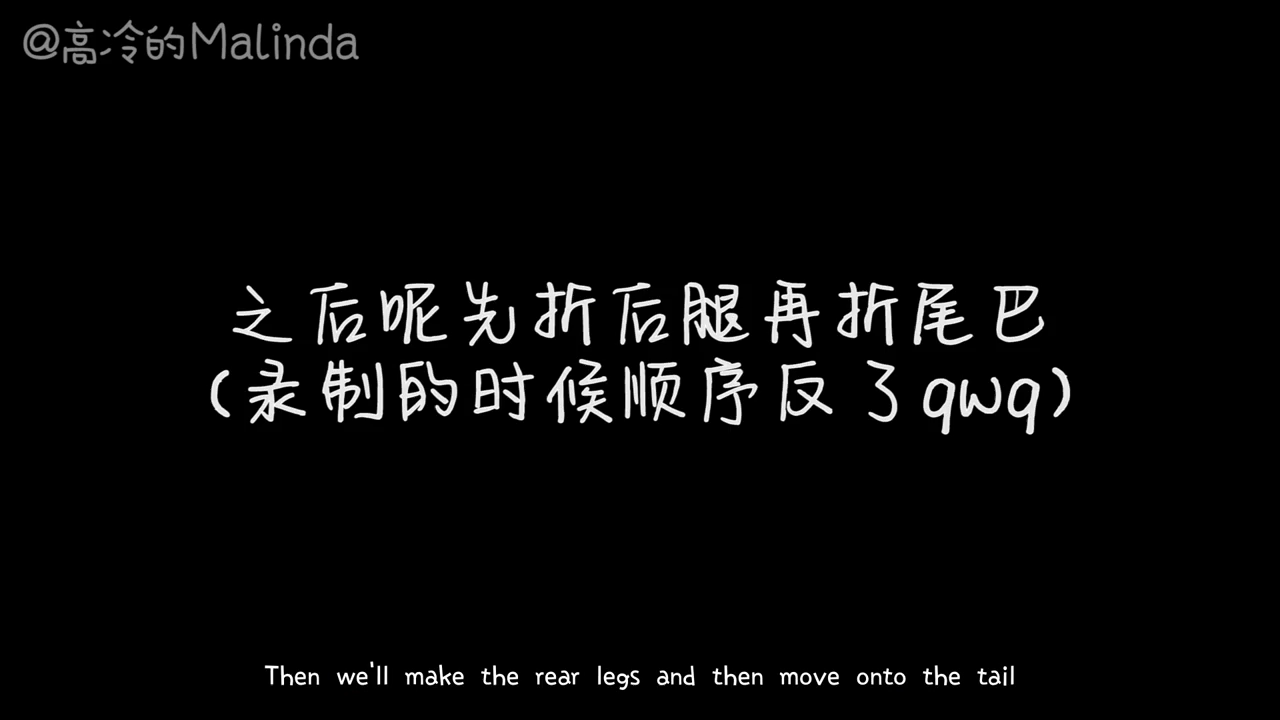 @高冷的Malinda
之后呢先折后腿再折尾巴
(录制的时候顺序反了qwq)
Then we'll make the rear legs and then move onto the tail